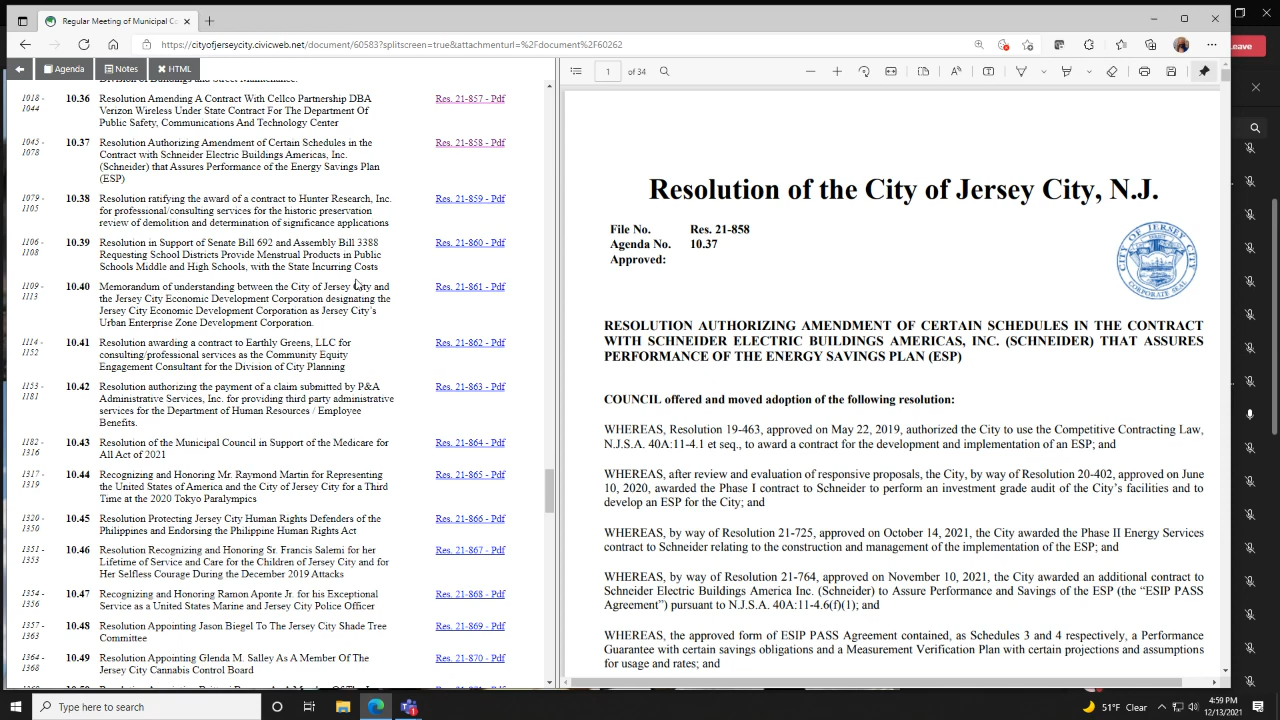 Regular Meeting of Municipal Co
https://cityofjerseycity.civicweb.net/document/60583?splitscreen=true&attachmenturl=%2Fdocument%2F60262
eave
Agenda
Notes
HTML
1
of 34
Division of Buildings and Street Maintenance.
1018 - 1044
10.36
Resolution Amending A Contract With Cellco Partnership DBA
Verizon Wireless Under State Contract For The Department Of
Public Safety, Communications And Technology Center
Res. 21-857 - Pdf
1045 - 1078
10.37
Resolution Authorizing Amendment of Certain Schedules in the
Contract with Schneider Electric Buildings Americas, Inc.
(Schneider) that Assures Performance of the Energy Savings Plan
(ESP)
Res. 21-858 - Pdf
1079 - 1105
10.38
Resolution ratifying the award of a contract to Hunter Research, Inc.
for professional/consulting services for the historic preservation
review of demolition and determination of significance applications
Res. 21-859 - Pdf
1106 - 1108
10.39
Resolution in Support of Senate Bill 692 and Assembly Bill 3388
Requesting School Districts Provide Menstrual Products in Public
Schools Middle and High Schools, with the State Incurring Costs
Res. 21-860 - Pdf
1109 - 1113
10.40
Memorandum of understanding between the City of Jersey City and
the Jersey City Economic Development Corporation designating the
Jersey City Economic Development Corporation as Jersey City's
Urban Enterprise Zone Development Corporation.
Res. 21-861 - Pdf
1114 - 1152
10.41
Resolution awarding a contract to Earthly Greens, LLC for
consulting/professional services as the Community Equity
Engagement Consultant for the Division of City Planning
Res. 21-862 - Pdf
1153 - 1181
10.42
Resolution authorizing the payment of a claim submitted by P&A
Administrative Services, Inc. for providing third party administrative
services for the Department of Human Resources / Employee
Benefits.
Res. 21-863 - Pdf
1182 - 1316
10.43
Resolution of the Municipal Council in Support of the Medicare for
All Act of 2021
Res. 21-864 - Pdf
1317 - 1319
10.44
Recognizing and Honoring Mr. Raymond Martin for Representing
the United States of America and the City of Jersey City for a Third
Time at the 2020 Tokyo Paralympics
Res. 21-865 - Pdf
1320 - 1350
10.45
Resolution Protecting Jersey City Human Rights Defenders of the
Philippines and Endorsing the Philippine Human Rights Act
Res. 21-866 - Pdf
1351 - 1353
10.46
Resolution Recognizing and Honoring Sr. Francis Salemi for her
Lifetime of Service and Care for the Children of Jersey City and for
Her Selfless Courage During the December 2019 Attacks
Res. 21-867 - Pdf
1354 - 1356
10.47
Recognizing and Honoring Ramon Aponte Jr. for his Exceptional
Service as a United States Marine and Jersey City Police Officer
Res. 21-868 - Pdf
1357 - 1363
10.48
Resolution Appointing Jason Biegel To The Jersey City Shade Tree
Committee
Res. 21-869 - Pdf
1364 - 1368
10.49
Resolution Appointing Glenda M. Salley As A Member Of The
Jersey City Cannabis Control Board
Res. 21-870 - Pdf
Resolution of the City of Jersey City, N.J.
File No. Res. 21-858
Agenda No. 10.37
Approved:
CITY OF JERSEY CITY
CORPORATE SEAL
RESOLUTION AUTHORIZING AMENDMENT OF CERTAIN SCHEDULES IN THE CONTRACT
WITH SCHNEIDER ELECTRIC BUILDINGS AMERICAS, INC. (SCHNEIDER) THAT ASSURES
PERFORMANCE OF THE ENERGY SAVINGS PLAN (ESP)
COUNCIL offered and moved adoption of the following resolution:
WHEREAS, Resolution 19-463, approved on May 22, 2019, authorized the City to use the Competitive Contracting Law,
N.J.S.A. 40A:11-4.1 et seq., to award a contract for the development and implementation of an ESP; and
WHEREAS, after review and evaluation of responsive proposals, the City, by way of Resolution 20-402, approved on June
10, 2020, awarded the Phase I contract to Schneider to perform an investment grade audit of the City's facilities and to
develop an ESP for the City; and
WHEREAS, by way of Resolution 21-725, approved on October 14, 2021, the City awarded the Phase II Energy Services
contract to Schneider relating to the construction and management of the implementation of the ESP; and
WHEREAS, by way of Resolution 21-764, approved on November 10, 2021, the City awarded an additional contract to
Schneider Electric Buildings America Inc. (Schneider) to Assure Performance and Savings of the ESP (the "ESIP PASS
Agreement") pursuant to N.J.S.A. 40A:11-4.6(f)(1); and
WHEREAS, the approved form of ESIP PASS Agreement contained, as Schedules 3 and 4 respectively, a Performance
Guarantee with certain savings obligations and a Measurement Verification Plan with certain projections and assumptions
for usage and rates; and
Type here to search
51°F Clear
4:59 PM
12/13/2021